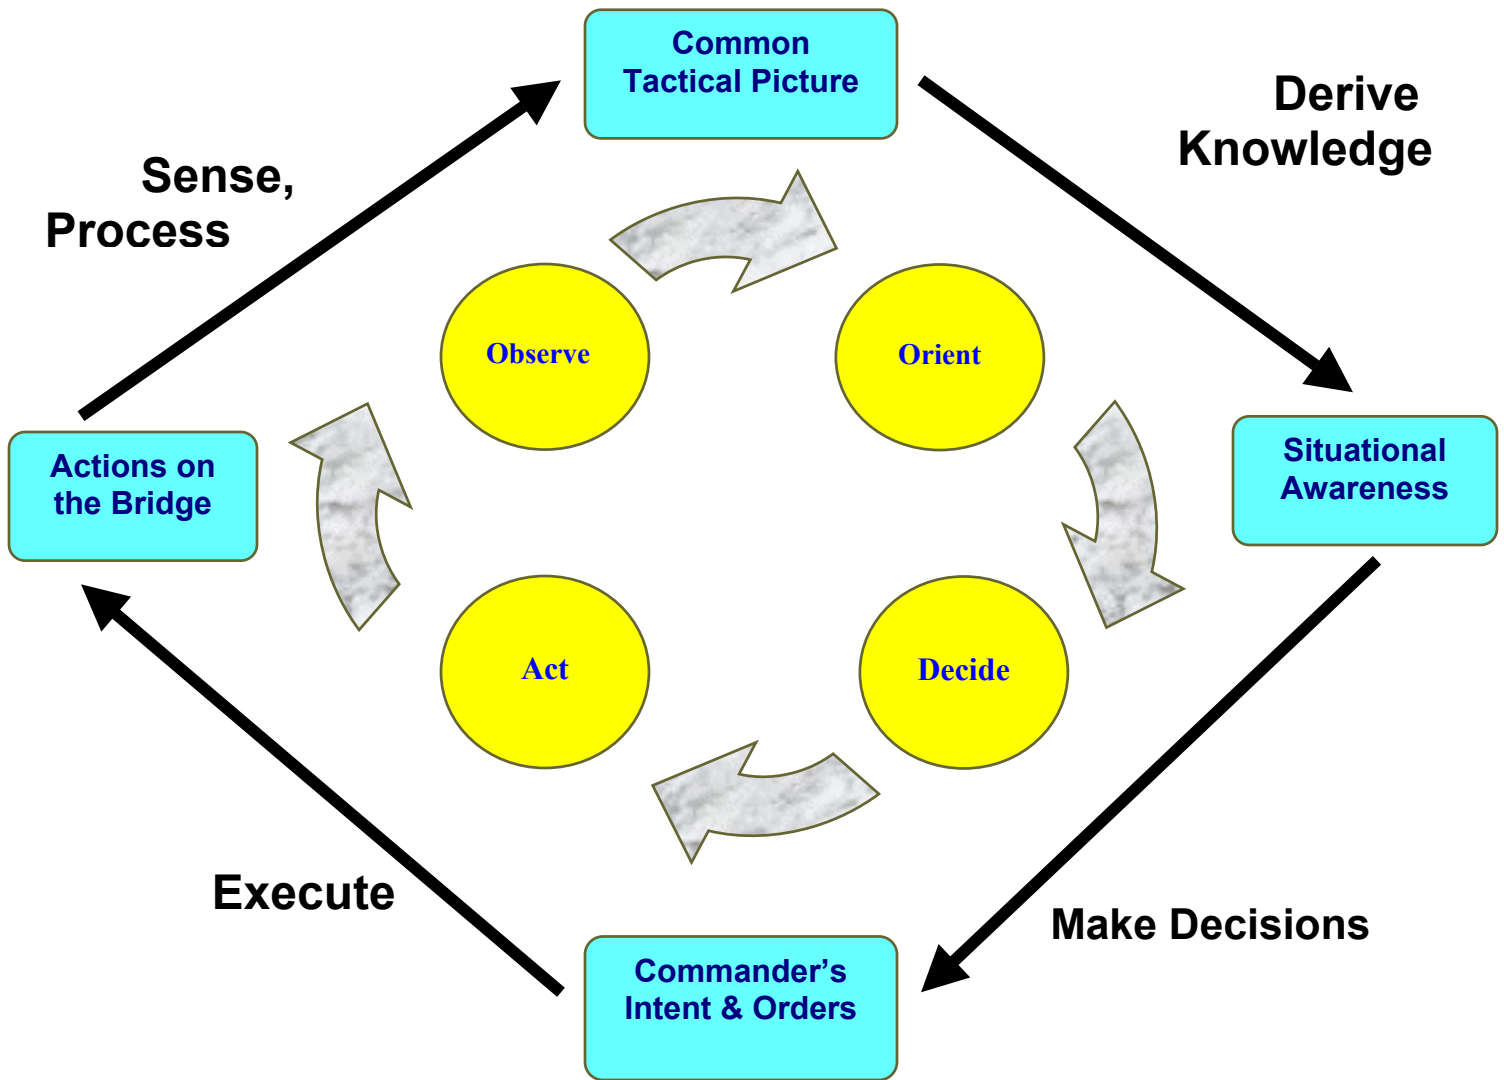 Common
Tactical Picture
Derive
Knowledge
Sense,
Process
Observe
Orient
Actions on
the Bridge
Situational
Awareness
Act
Decide
Execute
Make Decisions
Commander’s
Intent & Orders